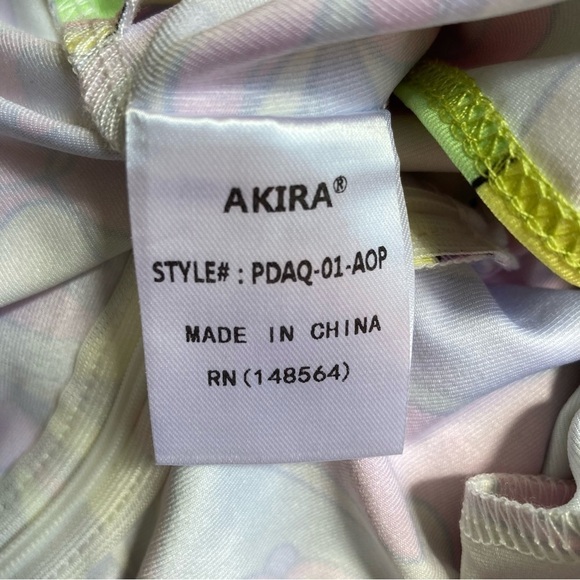 AKIRA®
STYLE# : PDAQ-01-AOP
MADE IN CHINA
RN (148564)